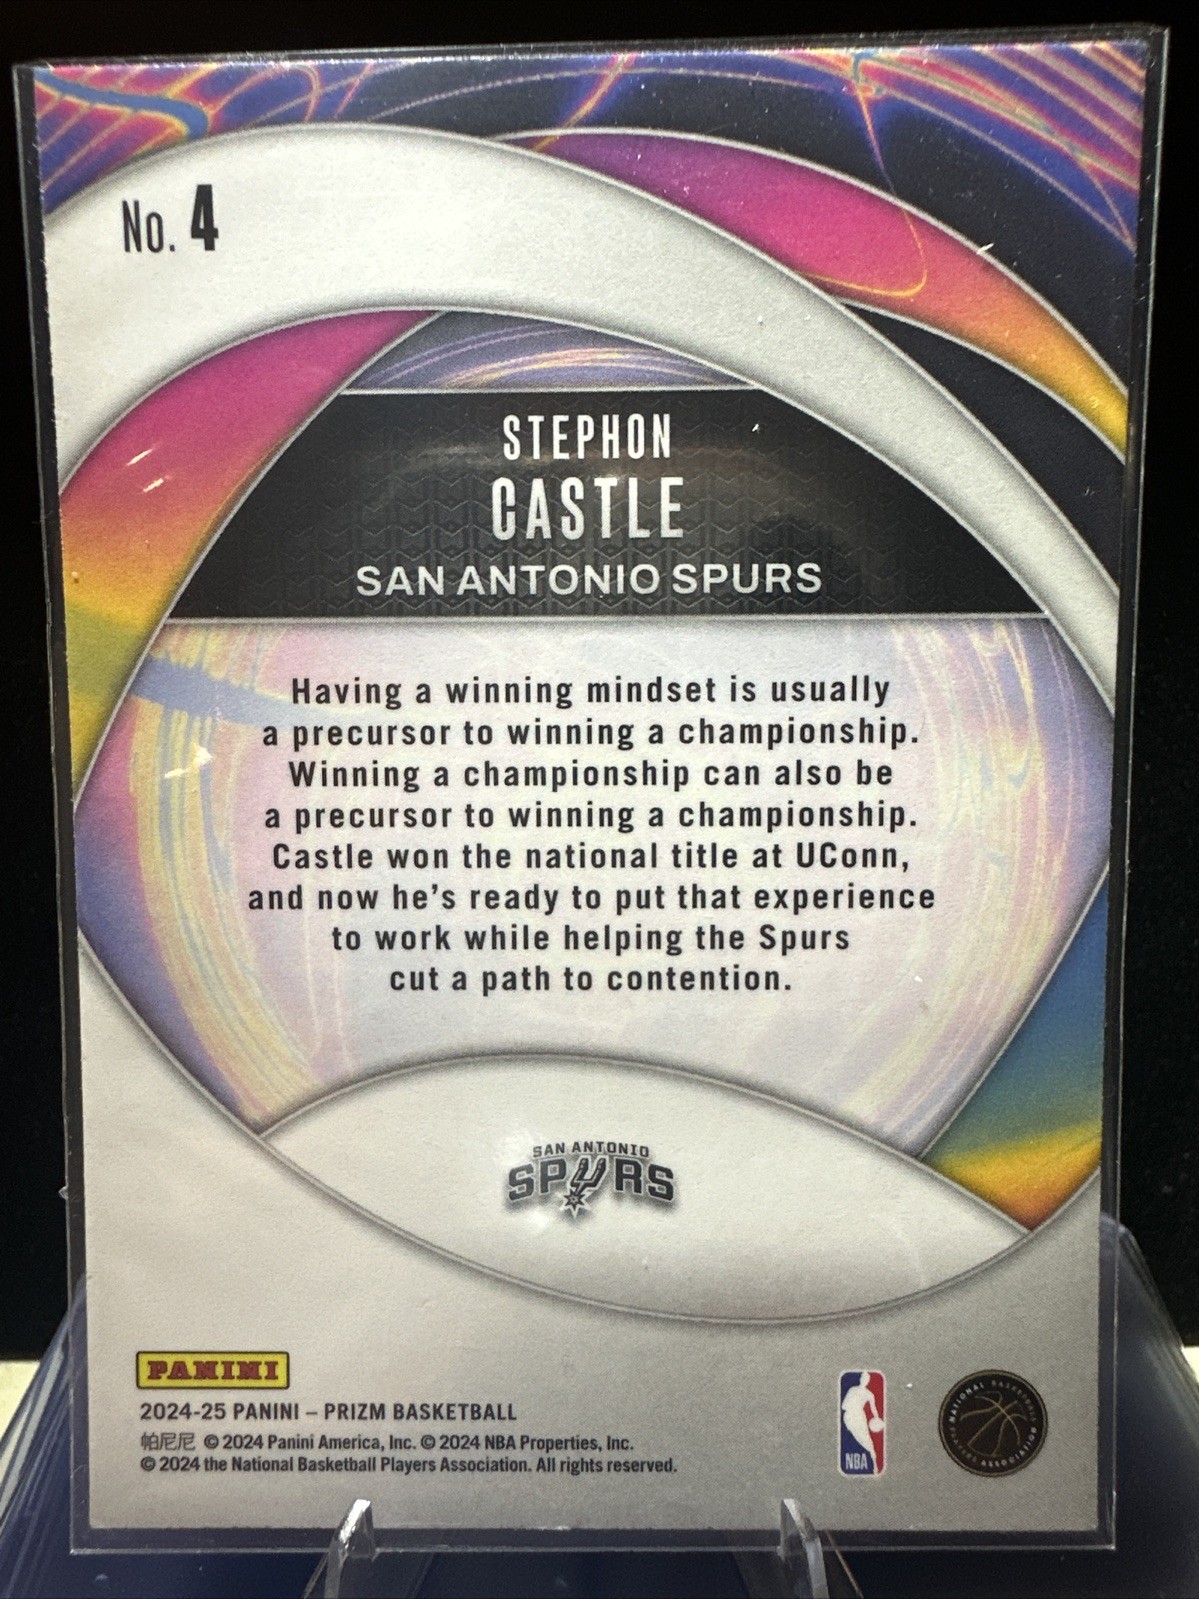 No. 4
STEPHON
CASTLE
SAN ANTONIO SPURS
Having a winning mindset is usually
a precursor to winning a championship.
Winning a championship can also be
a precursor to winning a championship.
Castle won the national title at UConn,
and now he's ready to put that experience
to work while helping the Spurs
cut a path to contention.
SAN ANTONIO
SPURS
PANINI
2024-25 PANINI – PRIZM BASKETBALL
帕尼尼 © 2024 Panini America, Inc. © 2024 NBA Properties, Inc.
© 2024 the National Basketball Players Association. All rights reserved.
NBA
NATIONAL BASKETBALL PLAYERS ASSOCIATION